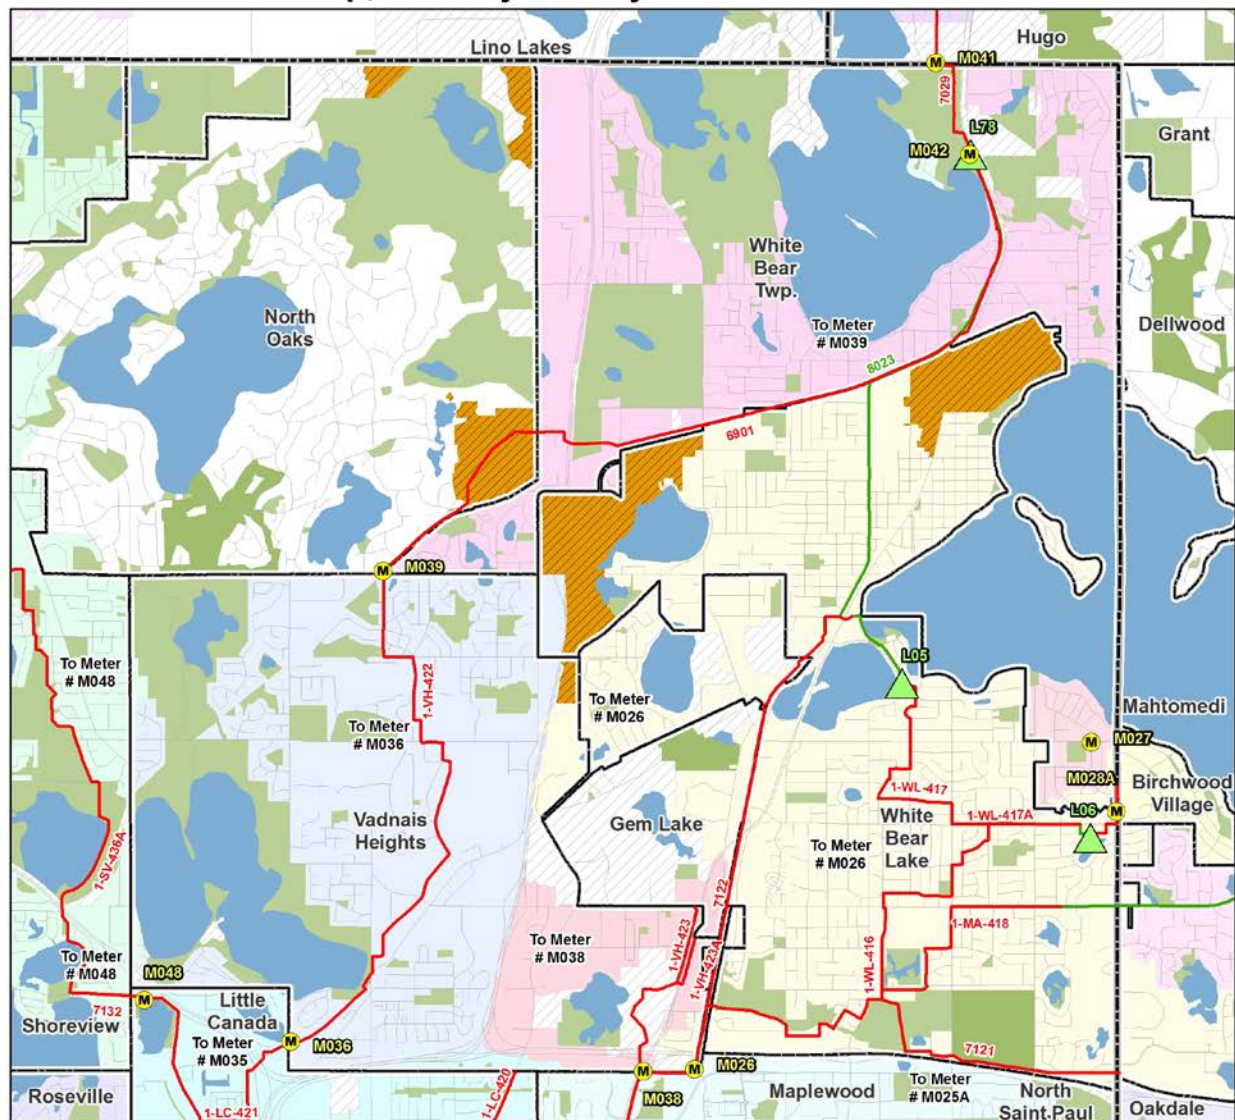 Lino Lakes
Hugo
M041
7029
L78
M042
Grant
White
Bear
Twp.
North
Oaks
To Meter
# M039
Dellwood
8023
6901
M039
To Meter
# M048
1-VH-422
L05
To Meter
# M026
To Meter
# M036
Mahtomedi
M027
M028A
Birchwood
Village
1-WL-417
L06
1-WL-417A
Vadnais
Heights
Gem Lake
White
Bear
Lake
To Meter
# M026
1-SV-436A
7122
1-MA-418
To Meter
# M038
1-VH-423
1-VH-423A
1-WL-416
To Meter
# M048
M048
7132
Shoreview
Little
Canada
To Meter
# M035
M036
M026
7121
M038
Maplewood
To Meter
# M025A
North
Saint Paul
Oakdale
Roseville
1-LC-421
1-LC-420
M
M
M
M
M
M
M
M
M